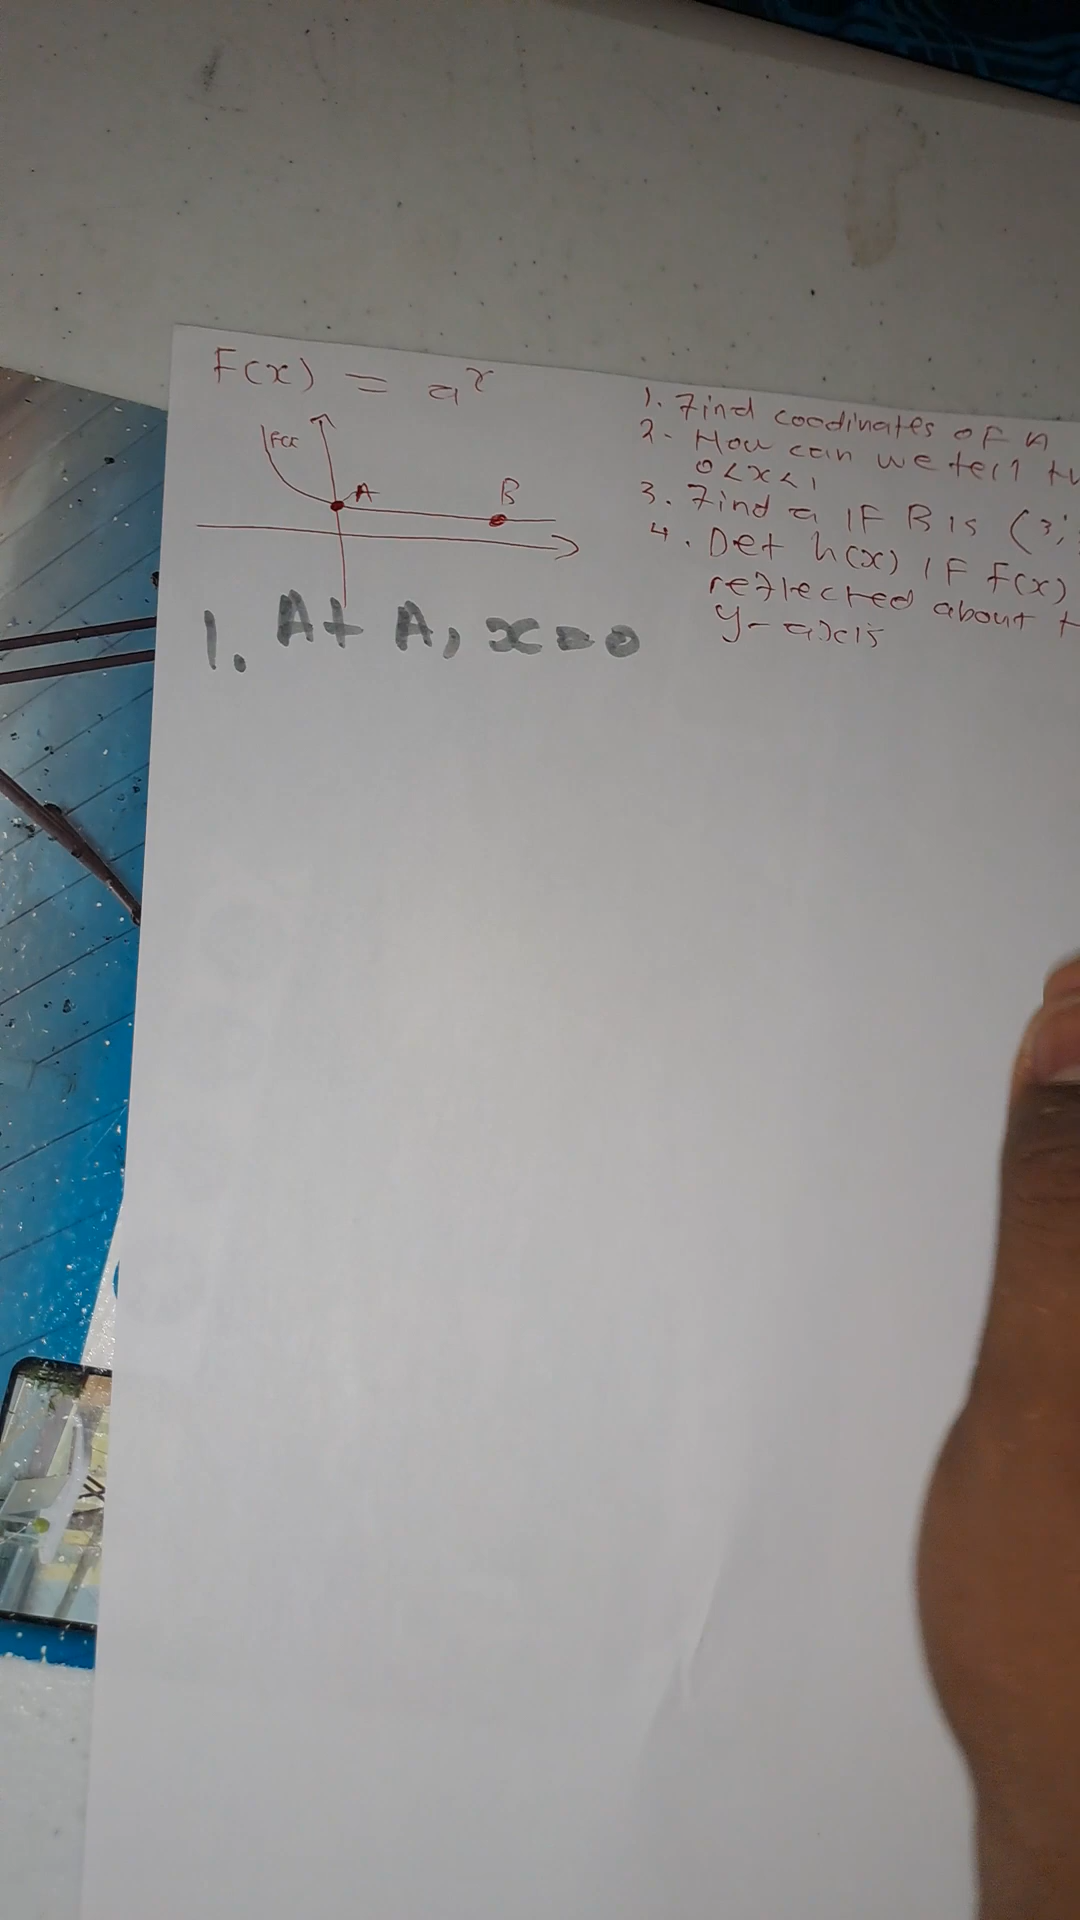 F(x) = aˣ
F(x)
A
B
1. Find coodinates of A
2. How can we tell
0<x<1
3. Find a IF B is (3;
4. Det h(x) IF F(x)
reflected about
y-axis
1. At A, x=0